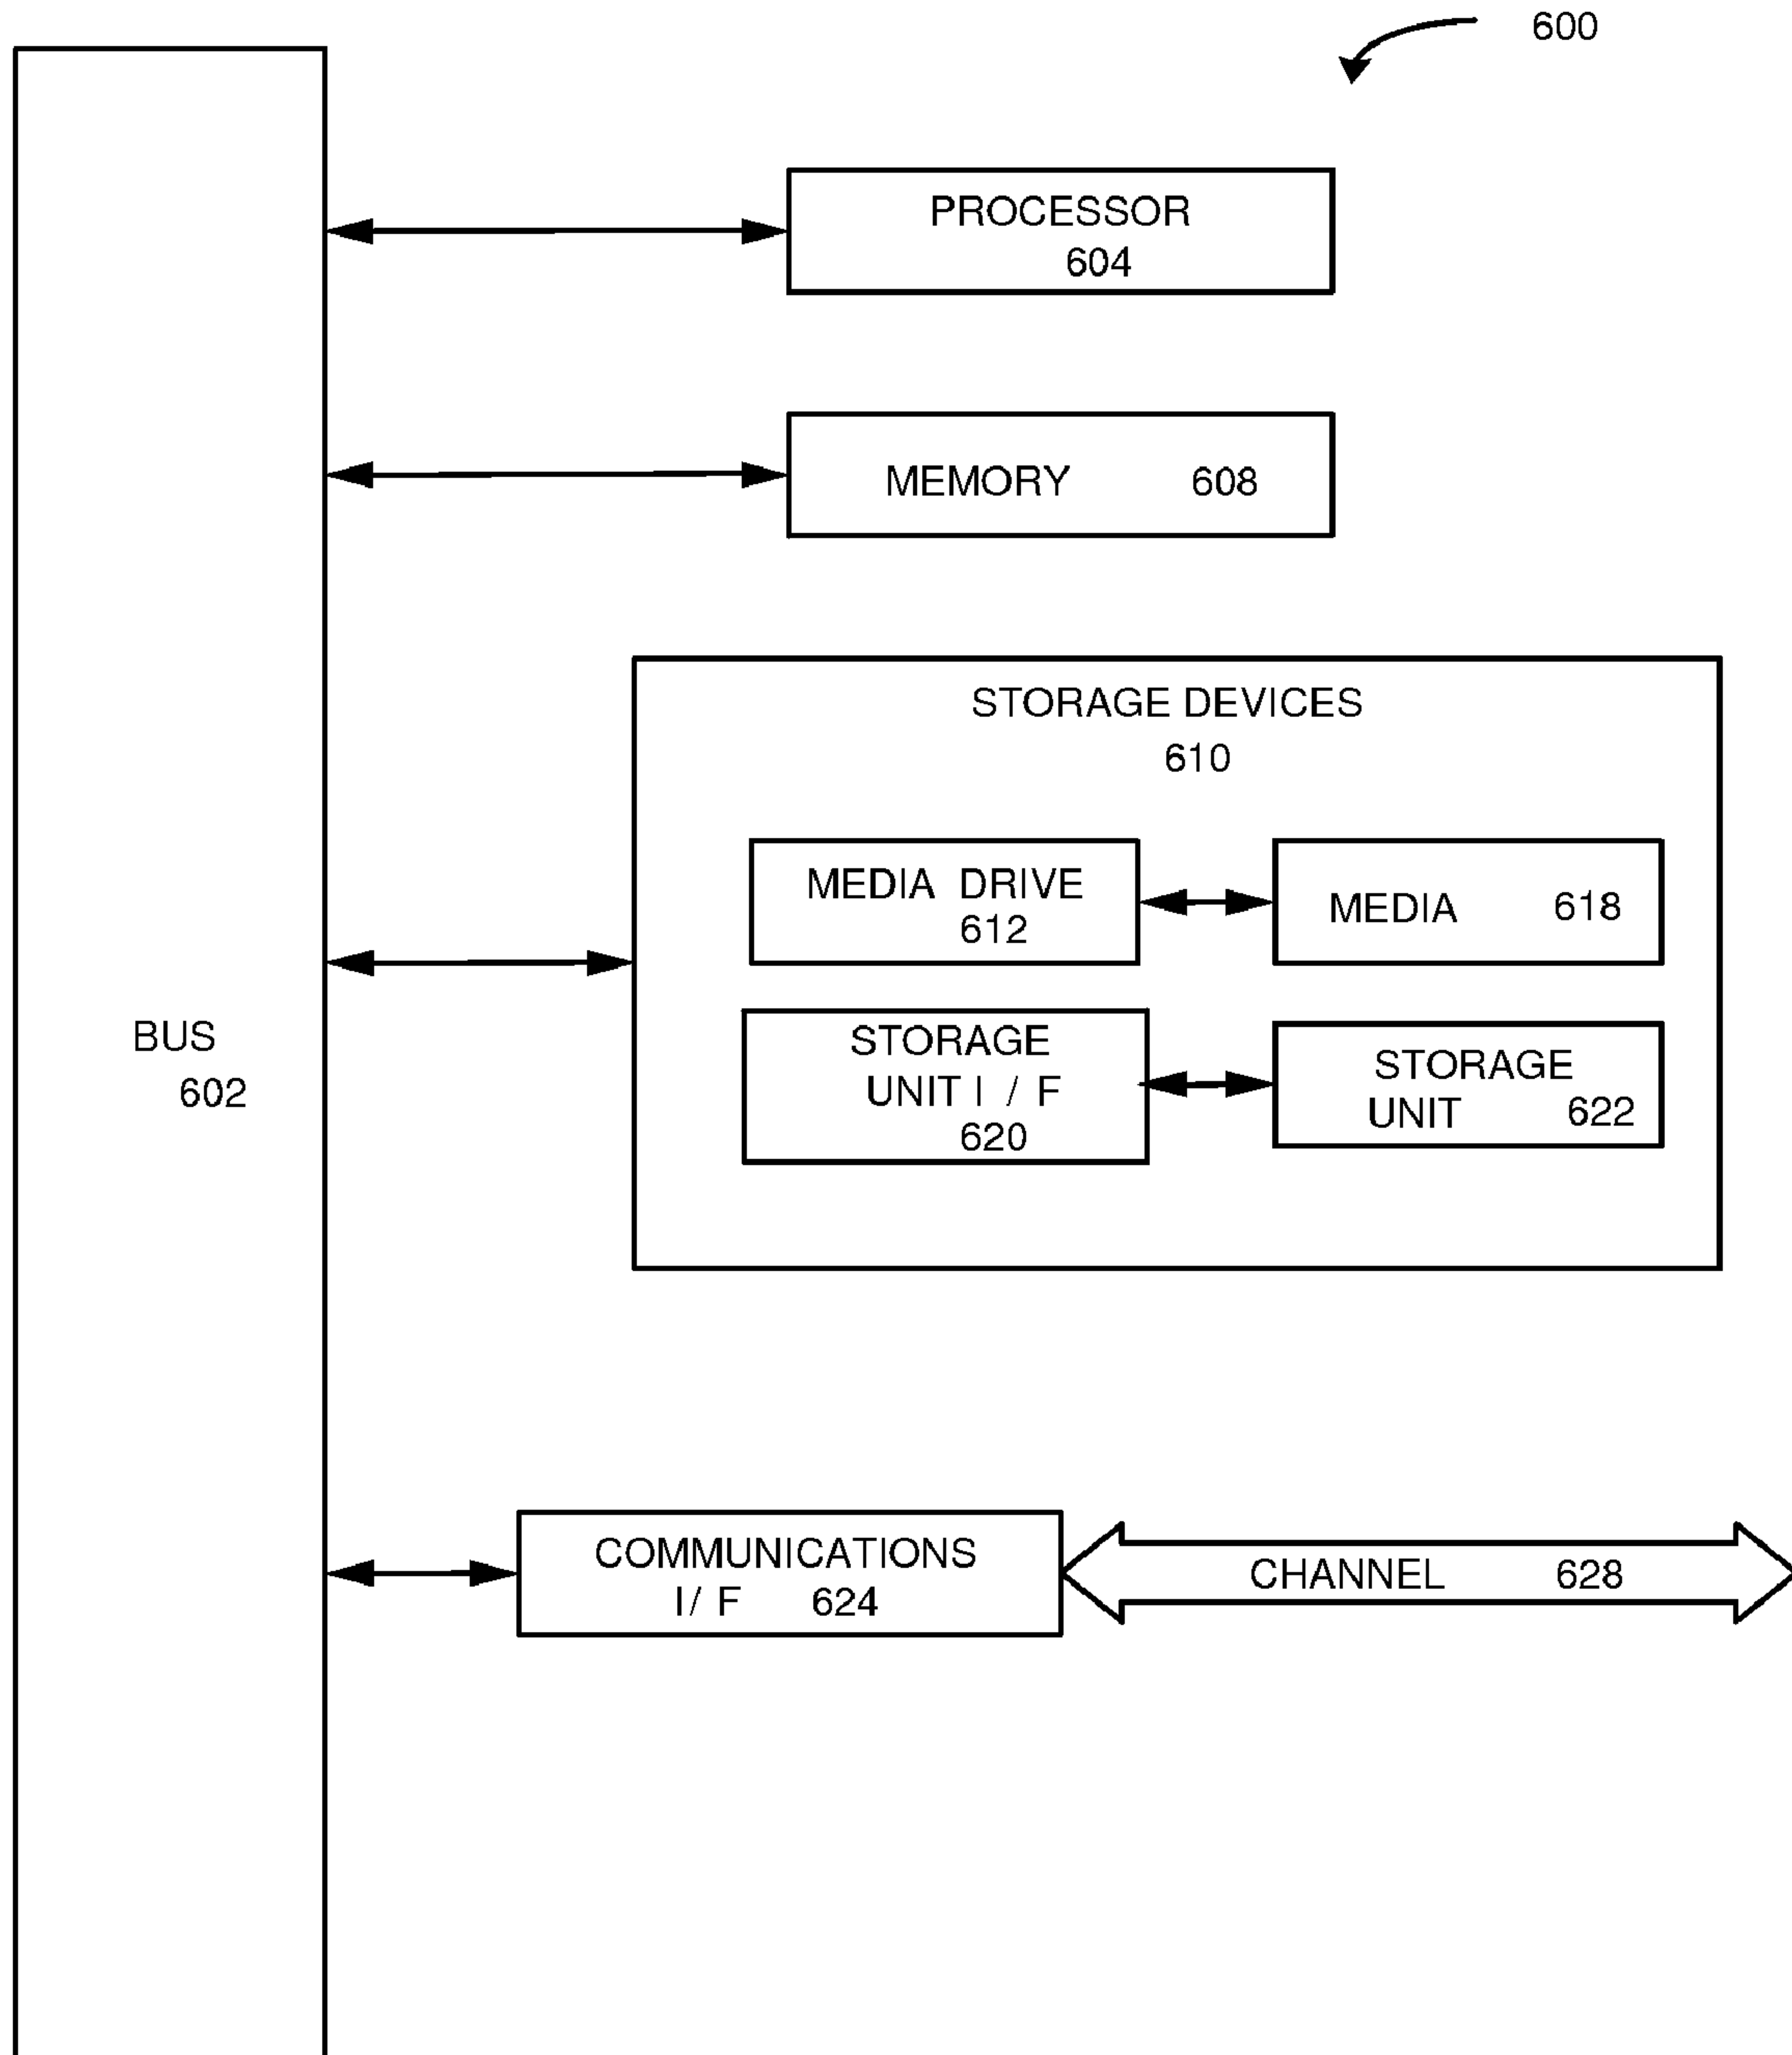 600
PROCESSOR
604
MEMORY 608
STORAGE DEVICES
610
MEDIA DRIVE
612
MEDIA 618
BUS
602
STORAGE
UNIT I / F
620
STORAGE
UNIT 622
COMMUNICATIONS
I/ F 624
CHANNEL 628